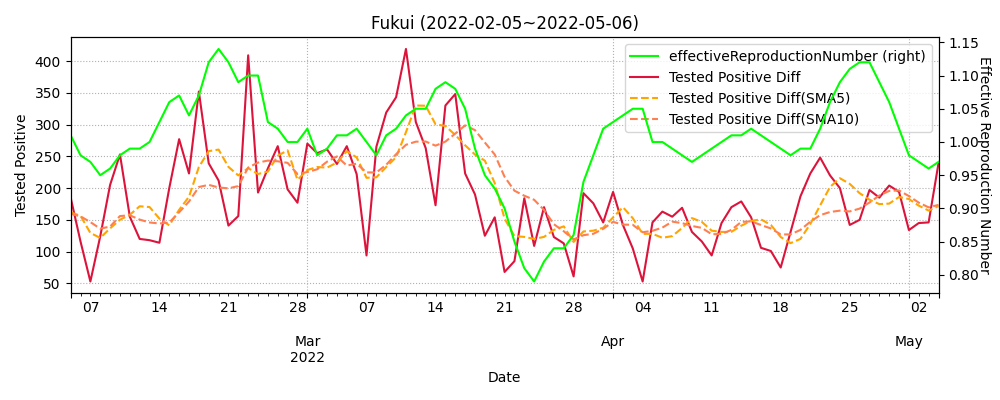 Fukui (2022-02-05~2022-05-06)
effectiveReproductionNumber (right)
Tested Positive Diff
Tested Positive Diff(SMA5)
Tested Positive Diff(SMA10)
Tested Positive
400
350
300
250
200
150
100
50
Effective Reproduction Number
1.15
1.10
1.05
1.00
0.95
0.90
0.85
0.80
07 14 21 28 07 14 21 28 04 11 18 25 02
Mar Apr May
2022
Date